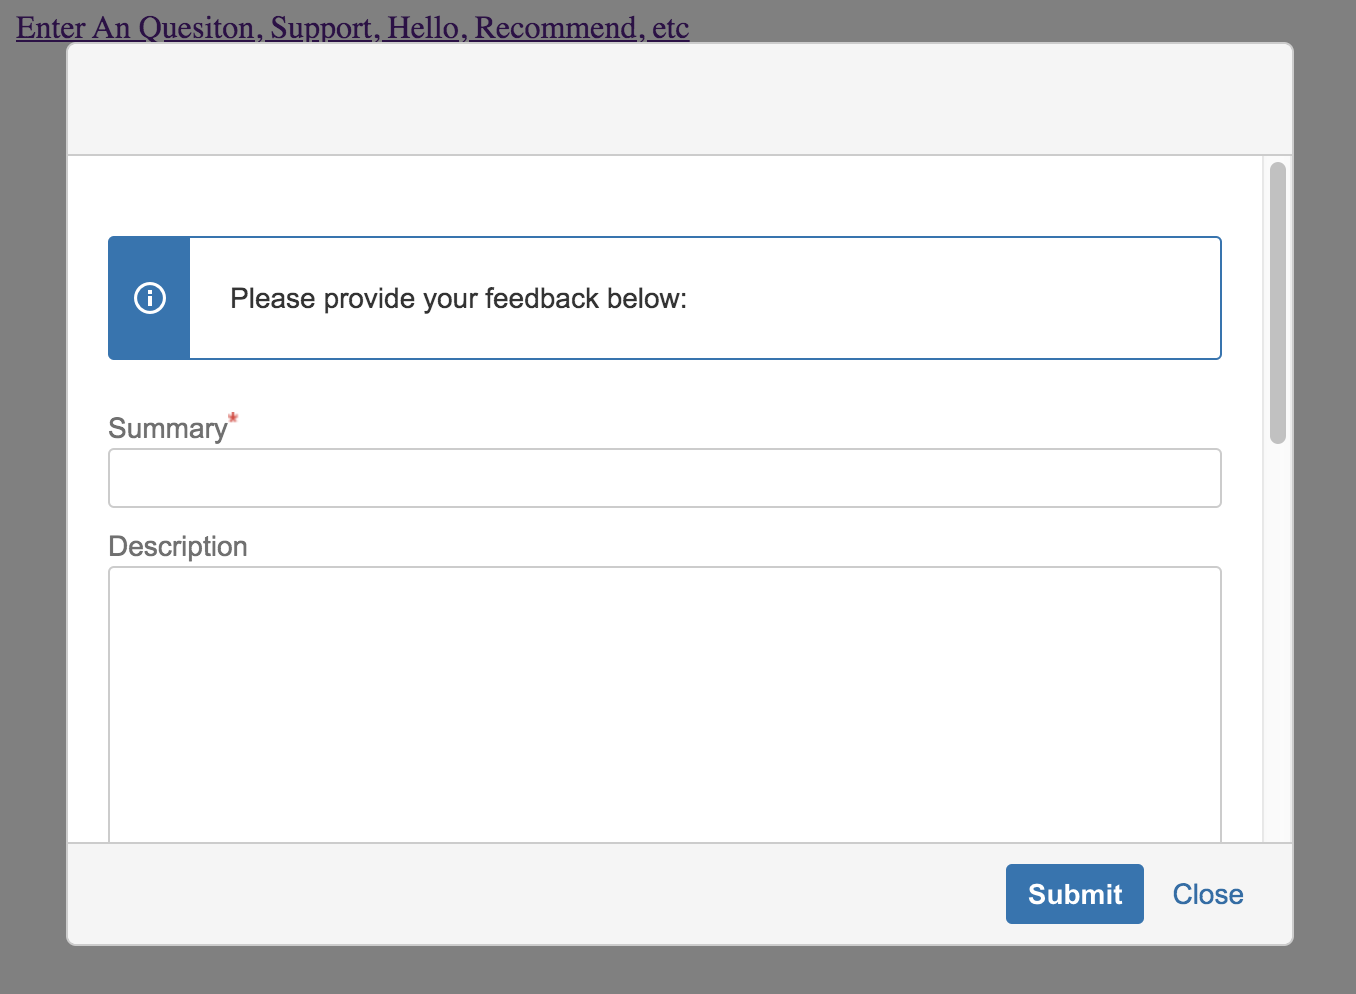 Enter An Quesiton, Support, Hello, Recommend, etc
Please provide your feedback below:
Summary*
Description
Submit Close